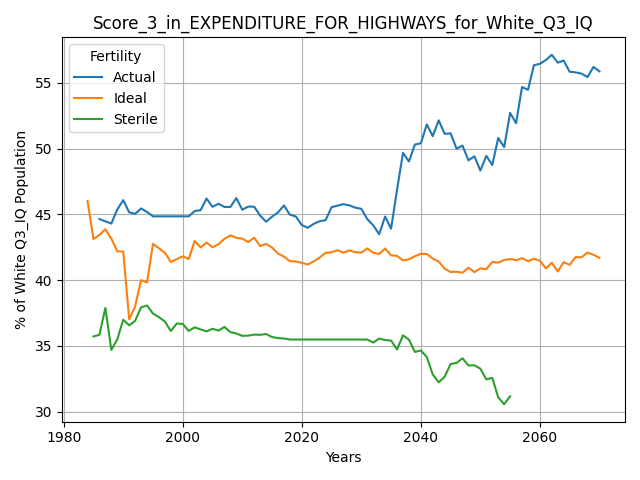 Score_3_in_EXPENDITURE_FOR_HIGHWAYS_for_White_Q3_IQ
Fertility
Actual
Ideal
Sterile
% of White Q3_IQ Population
55
50
45
40
35
30
1980
2000
2020
2040
2060
Years